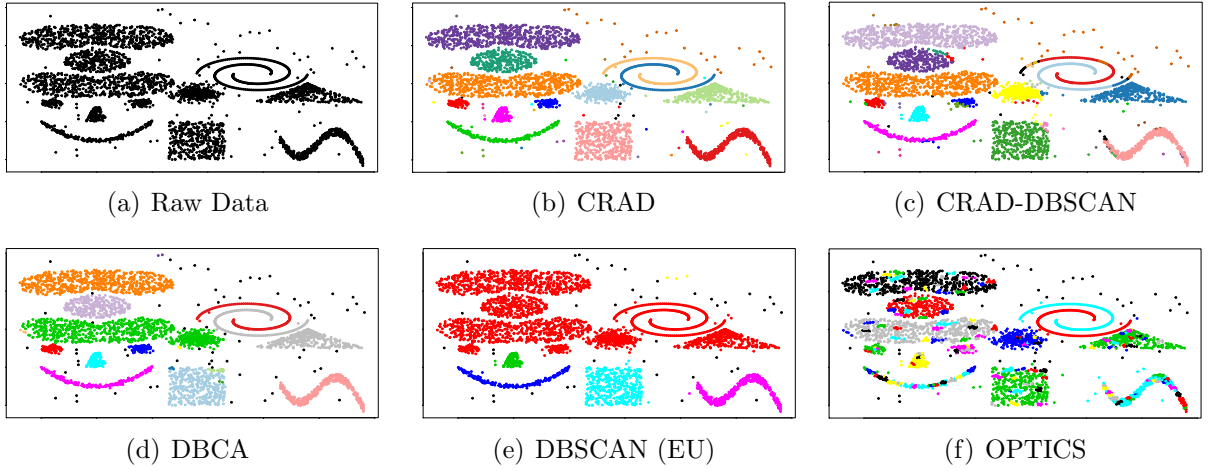 (a) Raw Data
(b) CRAD
(c) CRAD-DBSCAN
(d) DBCA
(e) DBSCAN (EU)
(f) OPTICS